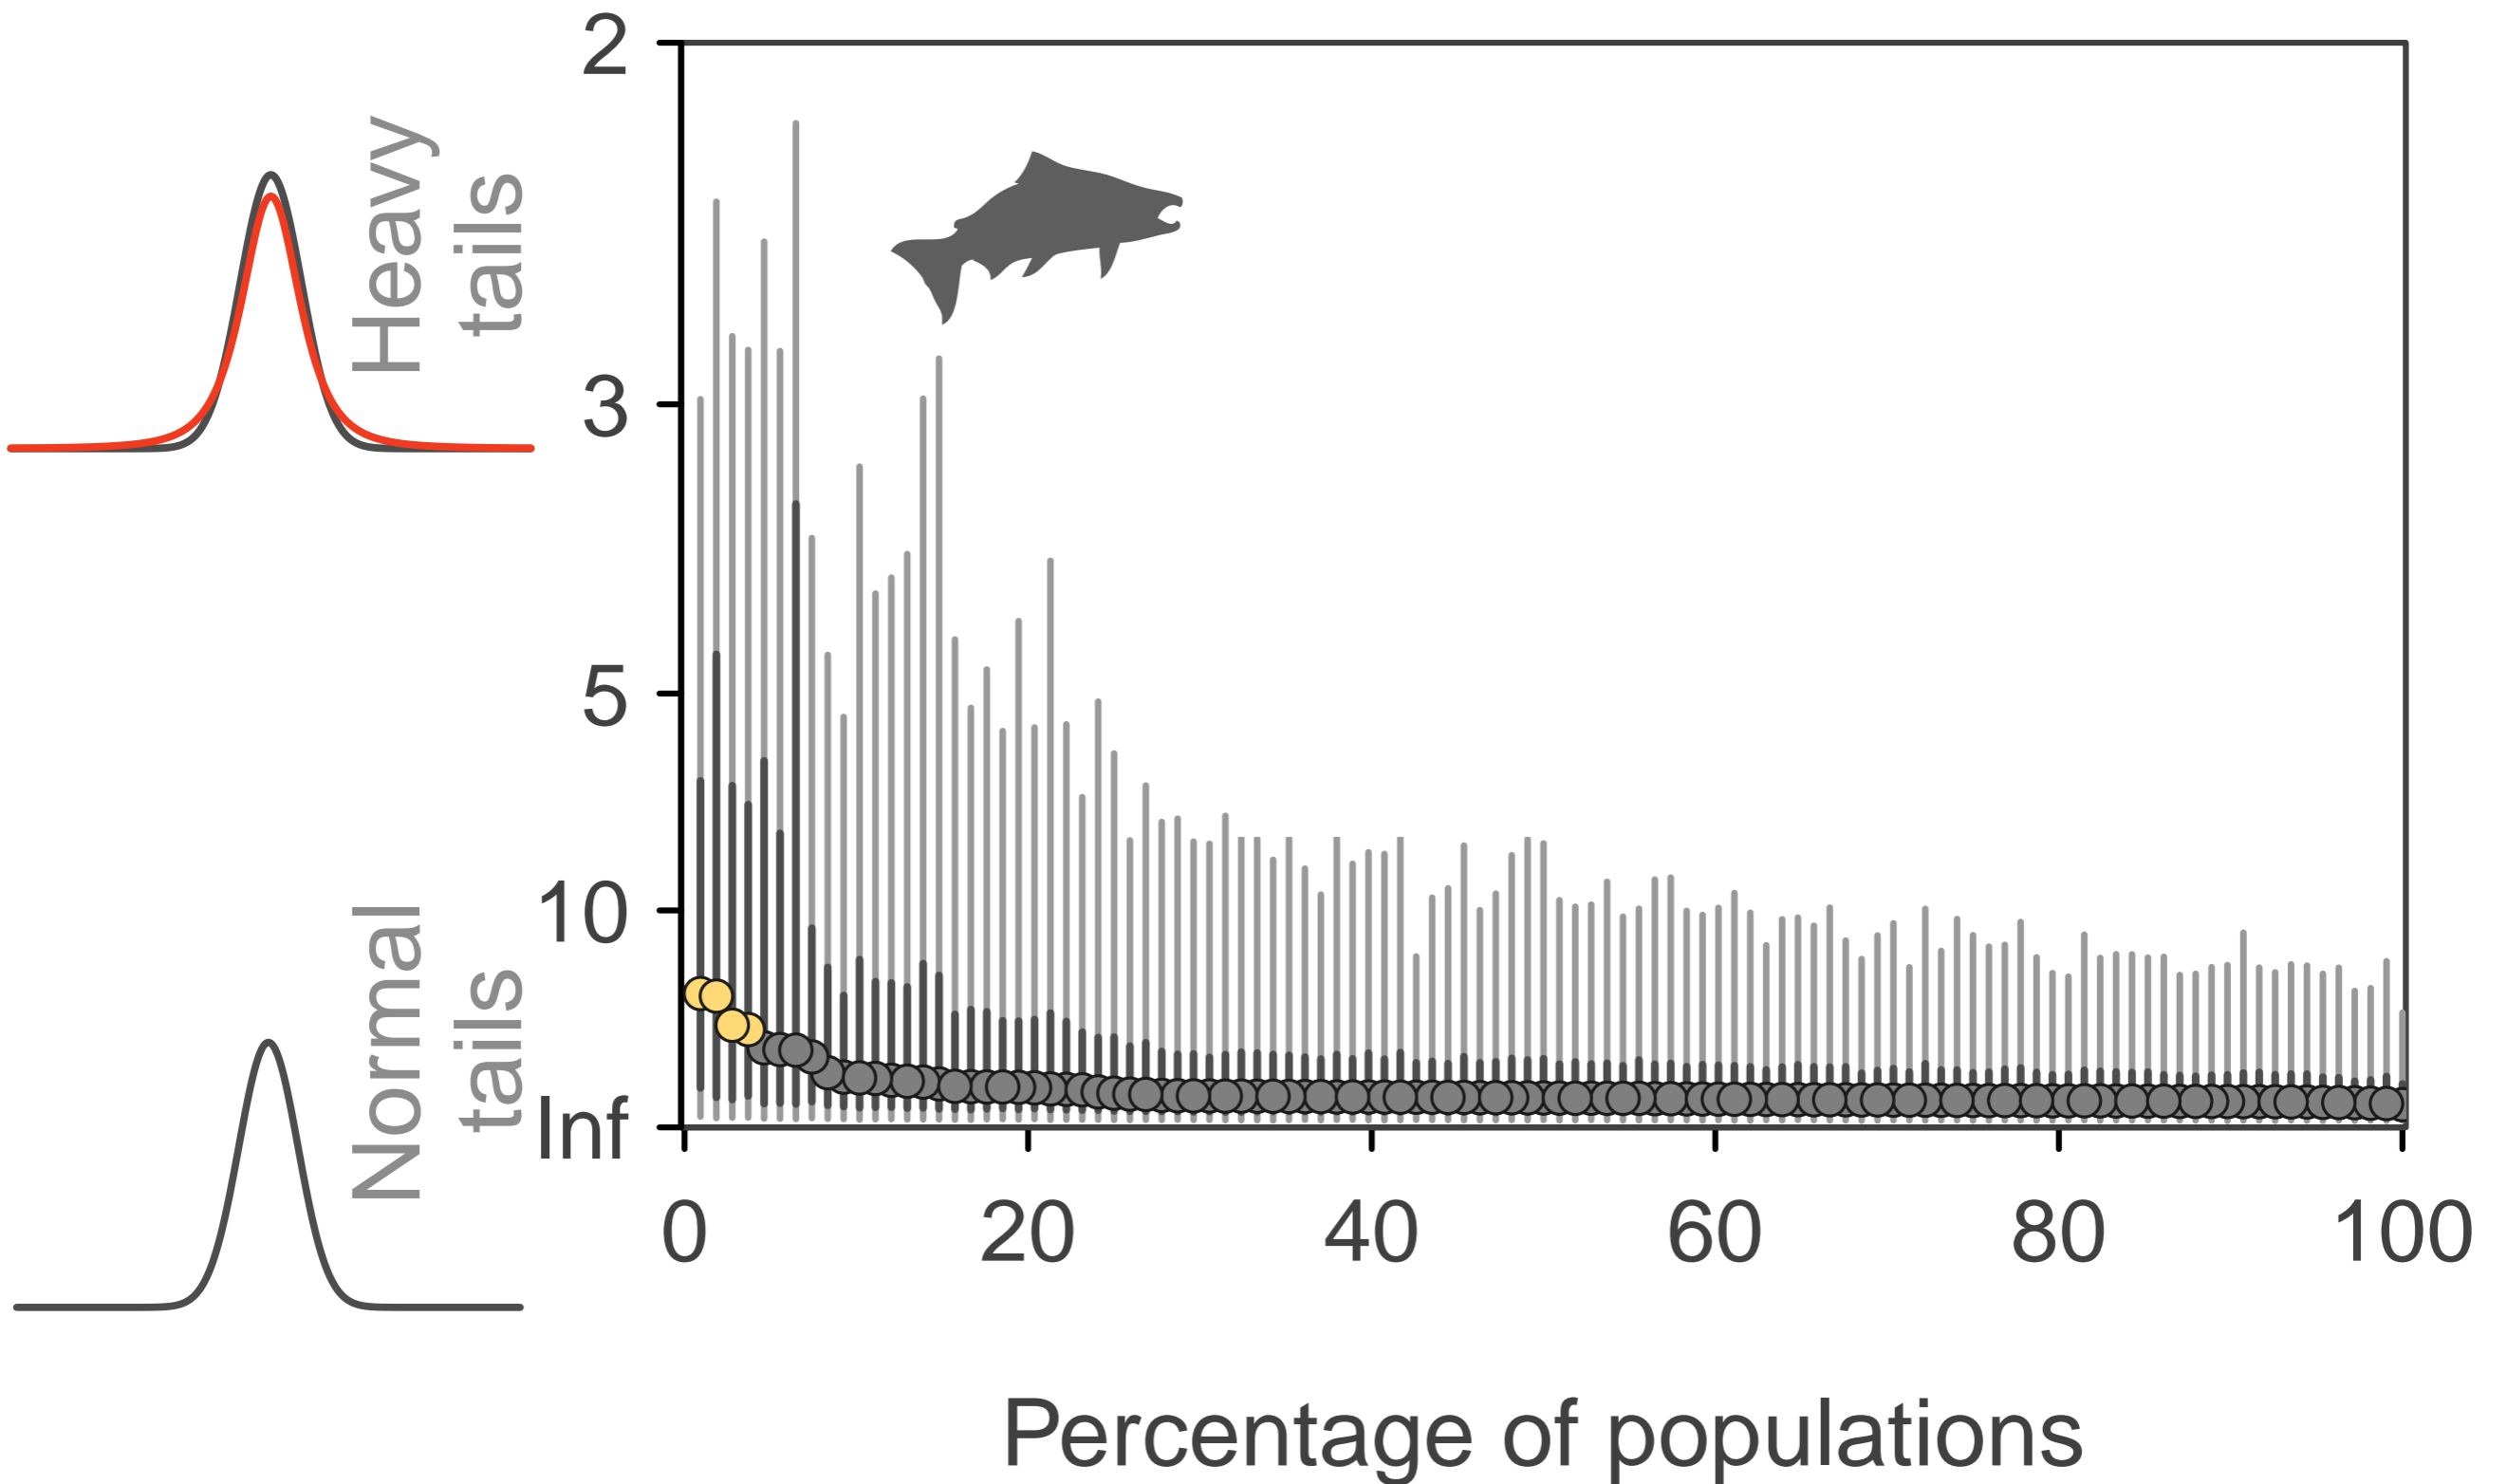 Heavy
tails
Normal
tails
2
3
5
10
Inf
0 20 40 60 80 100
Percentage of populations